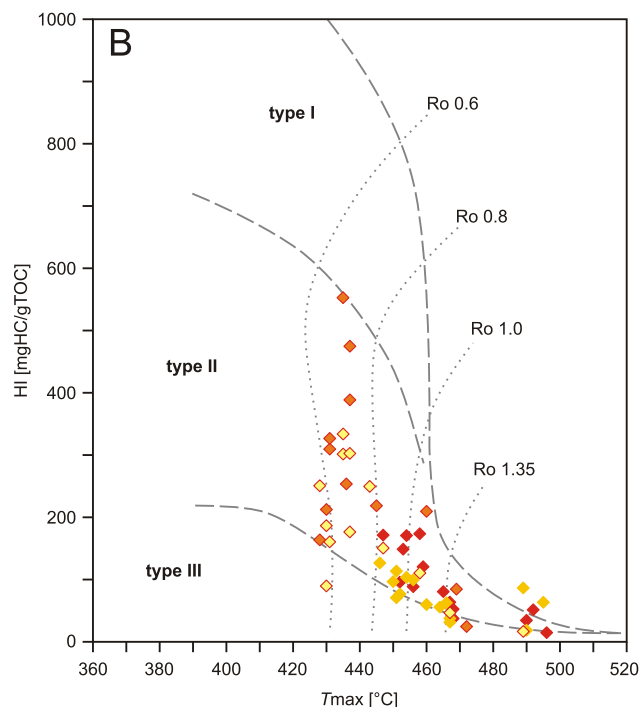 B
1000
800
600
400
200
0
HI [mgHC/gTOC]
type I
type II
type III
Ro 0.6
Ro 0.8
Ro 1.0
Ro 1.35
360 380 400 420 440 460 480 500 520
Tmax [°C]